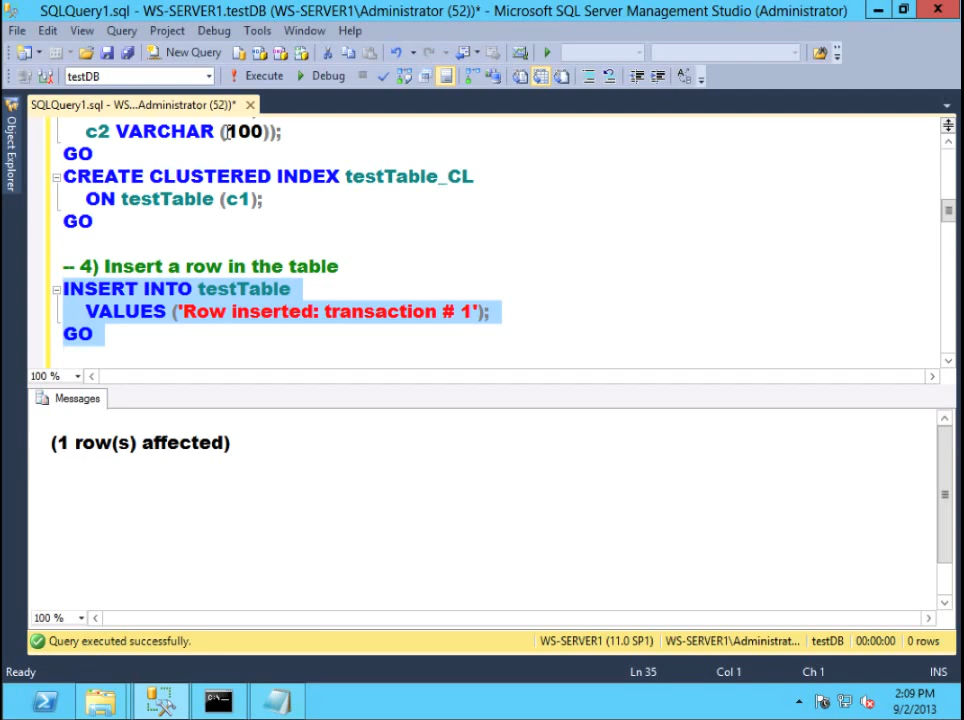 SQLQuery1.sql - WS-SERVER1.testDB (WS-SERVER1\Administrator (52))* - Microsoft SQL Server Management Studio (Administrator)
File Edit View Query Project Debug Tools Window Help
New Query
testDB Execute Debug
SQLQuery1.sql - WS...Administrator (52))*
Object Explorer
c2 VARCHAR (100));
GO
CREATE CLUSTERED INDEX testTable_CL
ON testTable (c1);
GO
-- 4) Insert a row in the table
INSERT INTO testTable
VALUES ('Row inserted: transaction # 1');
GO
100 %
Messages
(1 row(s) affected)
100 %
Query executed successfully. WS-SERVER1 (11.0 SP1) WS-SERVER1\Administrat... testDB 00:00:00 0 rows
Ready Ln 35 Col 1 Ch 1 INS
2:09 PM
9/2/2013